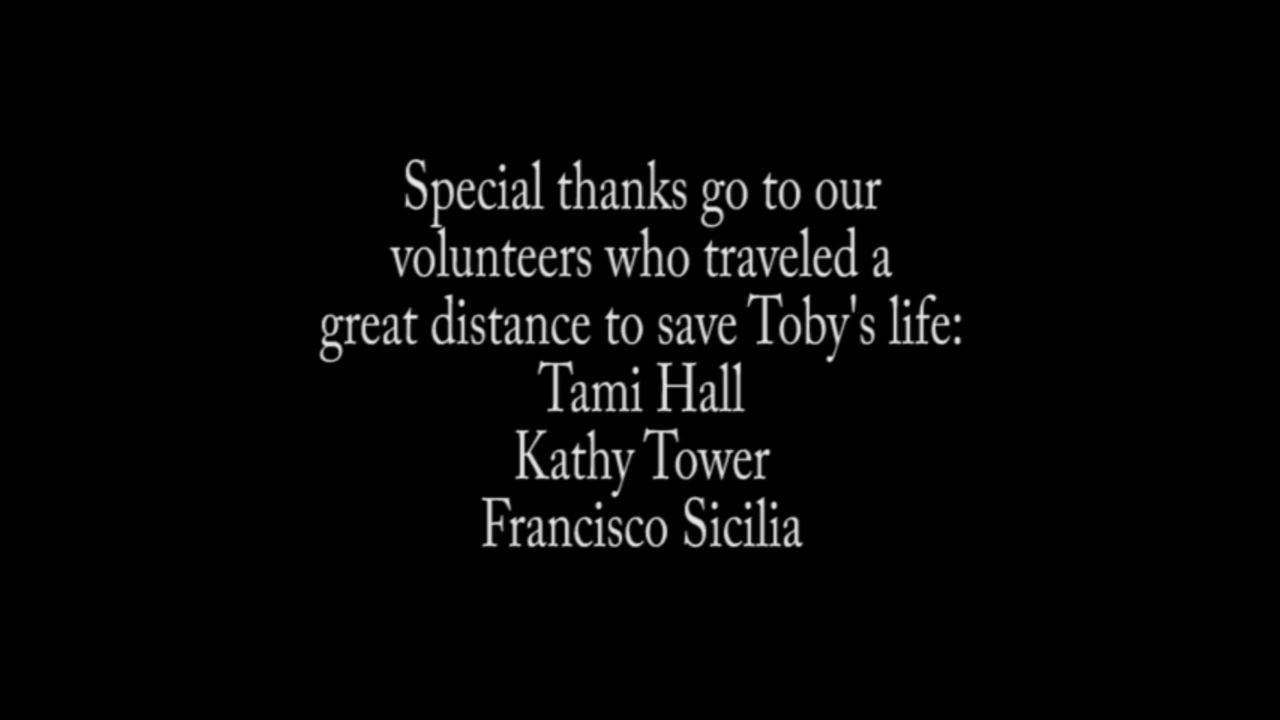 Special thanks go to our
volunteers who traveled a
great distance to save Toby's life:
Tami Hall
Kathy Tower
Francisco Sicilia